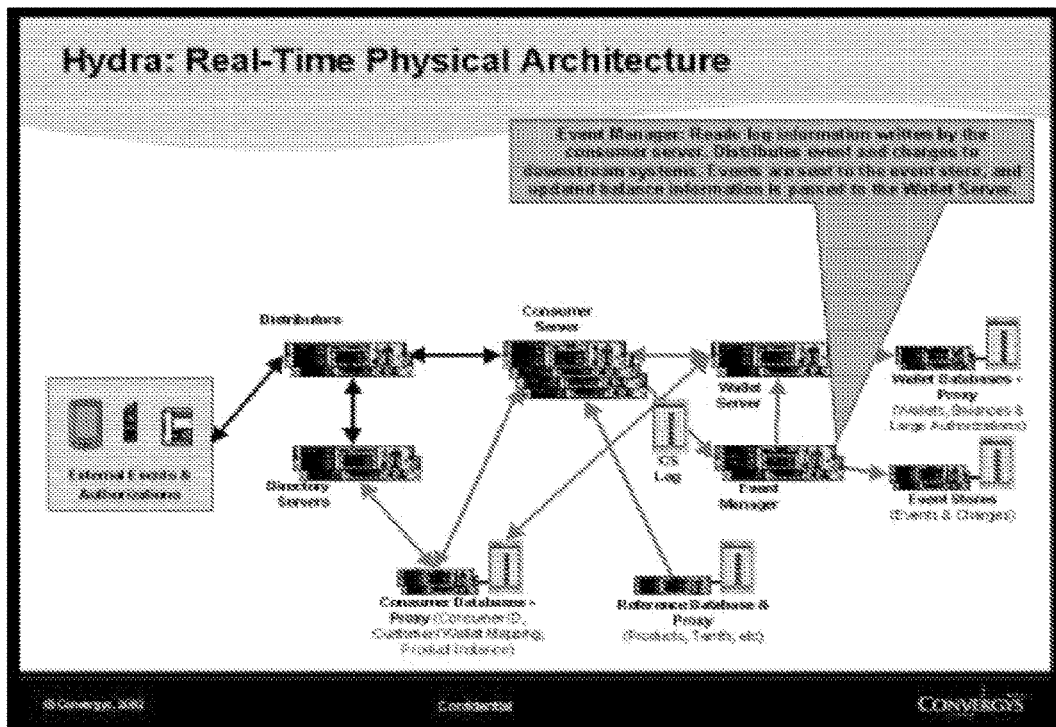 Hydra: Real-Time Physical Architecture
Event Manager: Reads log information written by the
consumer server. Distributes event and charges to
downstream systems. Events are sent to the event store, and
updated balance information is passed to the Wallet Server.
Distributors
Consumer
Server
Wallet
Server
Wallet Databases +
Proxy
(Wallets, Balances &
Large Authorizations)
External Events &
Authorizations
Directory
Servers
CS
Log
Event
Manager
Event Stores
(Events & Charges)
Consumer Databases +
Proxy (Consumer ID,
Customer/Wallet Mapping,
Product Instance)
Reference Database &
Proxy
(Products, Tariffs, etc)
© Convergys,
Confidential
CONVERGYS